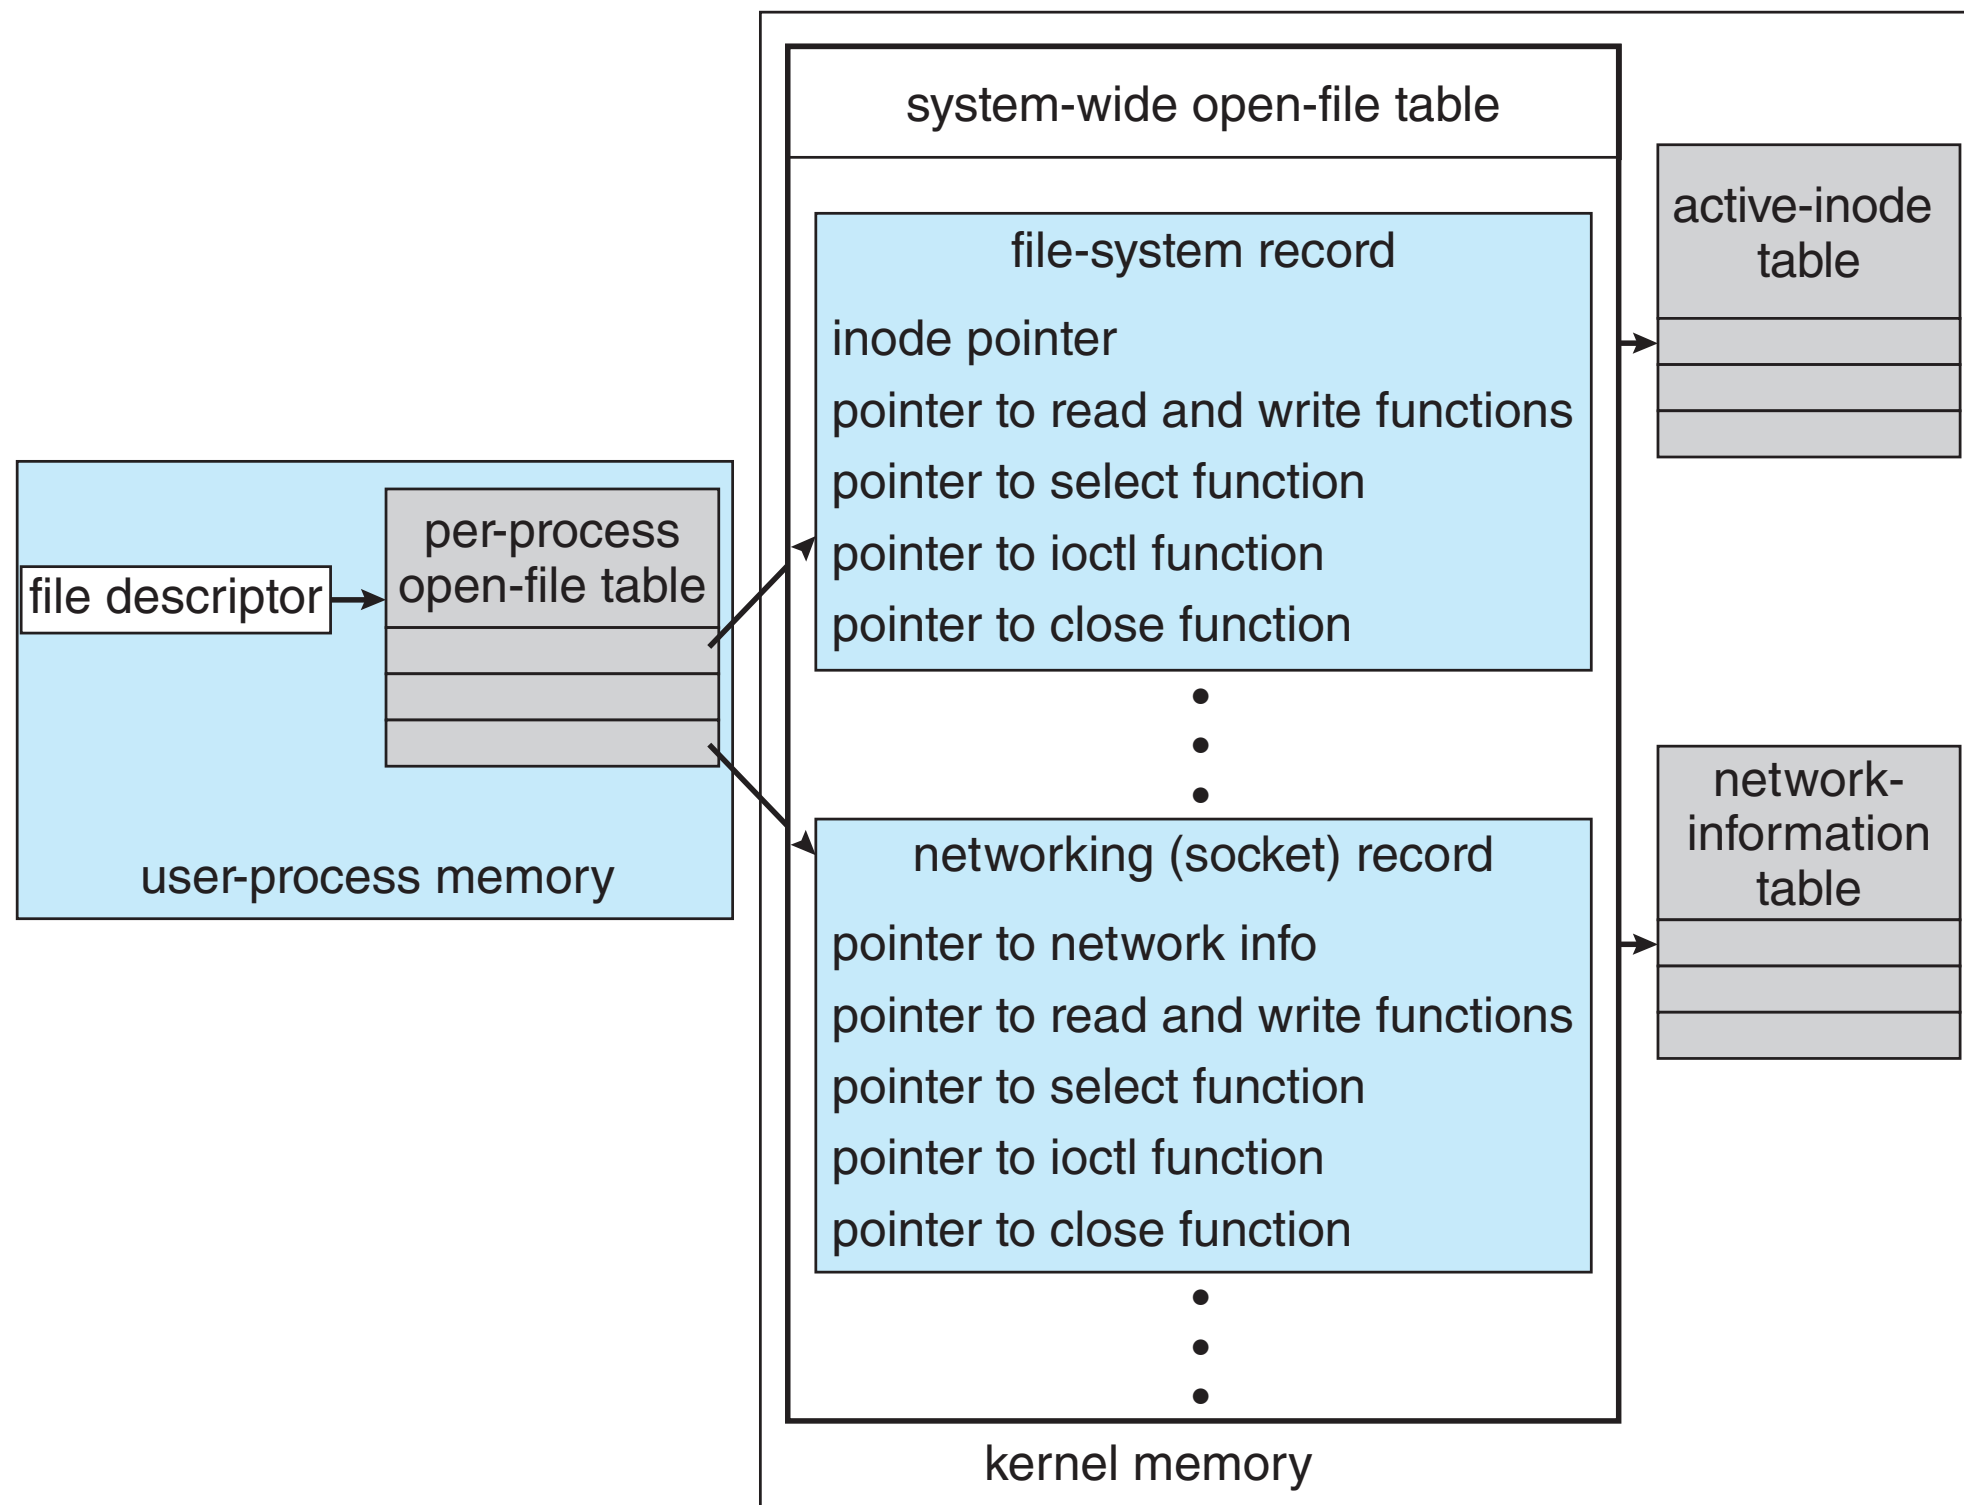 system-wide open-file table
file-system record
inode pointer
pointer to read and write functions
pointer to select function
pointer to ioctl function
pointer to close function
active-inode
table
file descriptor
per-process
open-file table
user-process memory
networking (socket) record
pointer to network info
pointer to read and write functions
pointer to select function
pointer to ioctl function
pointer to close function
network-
information
table
kernel memory